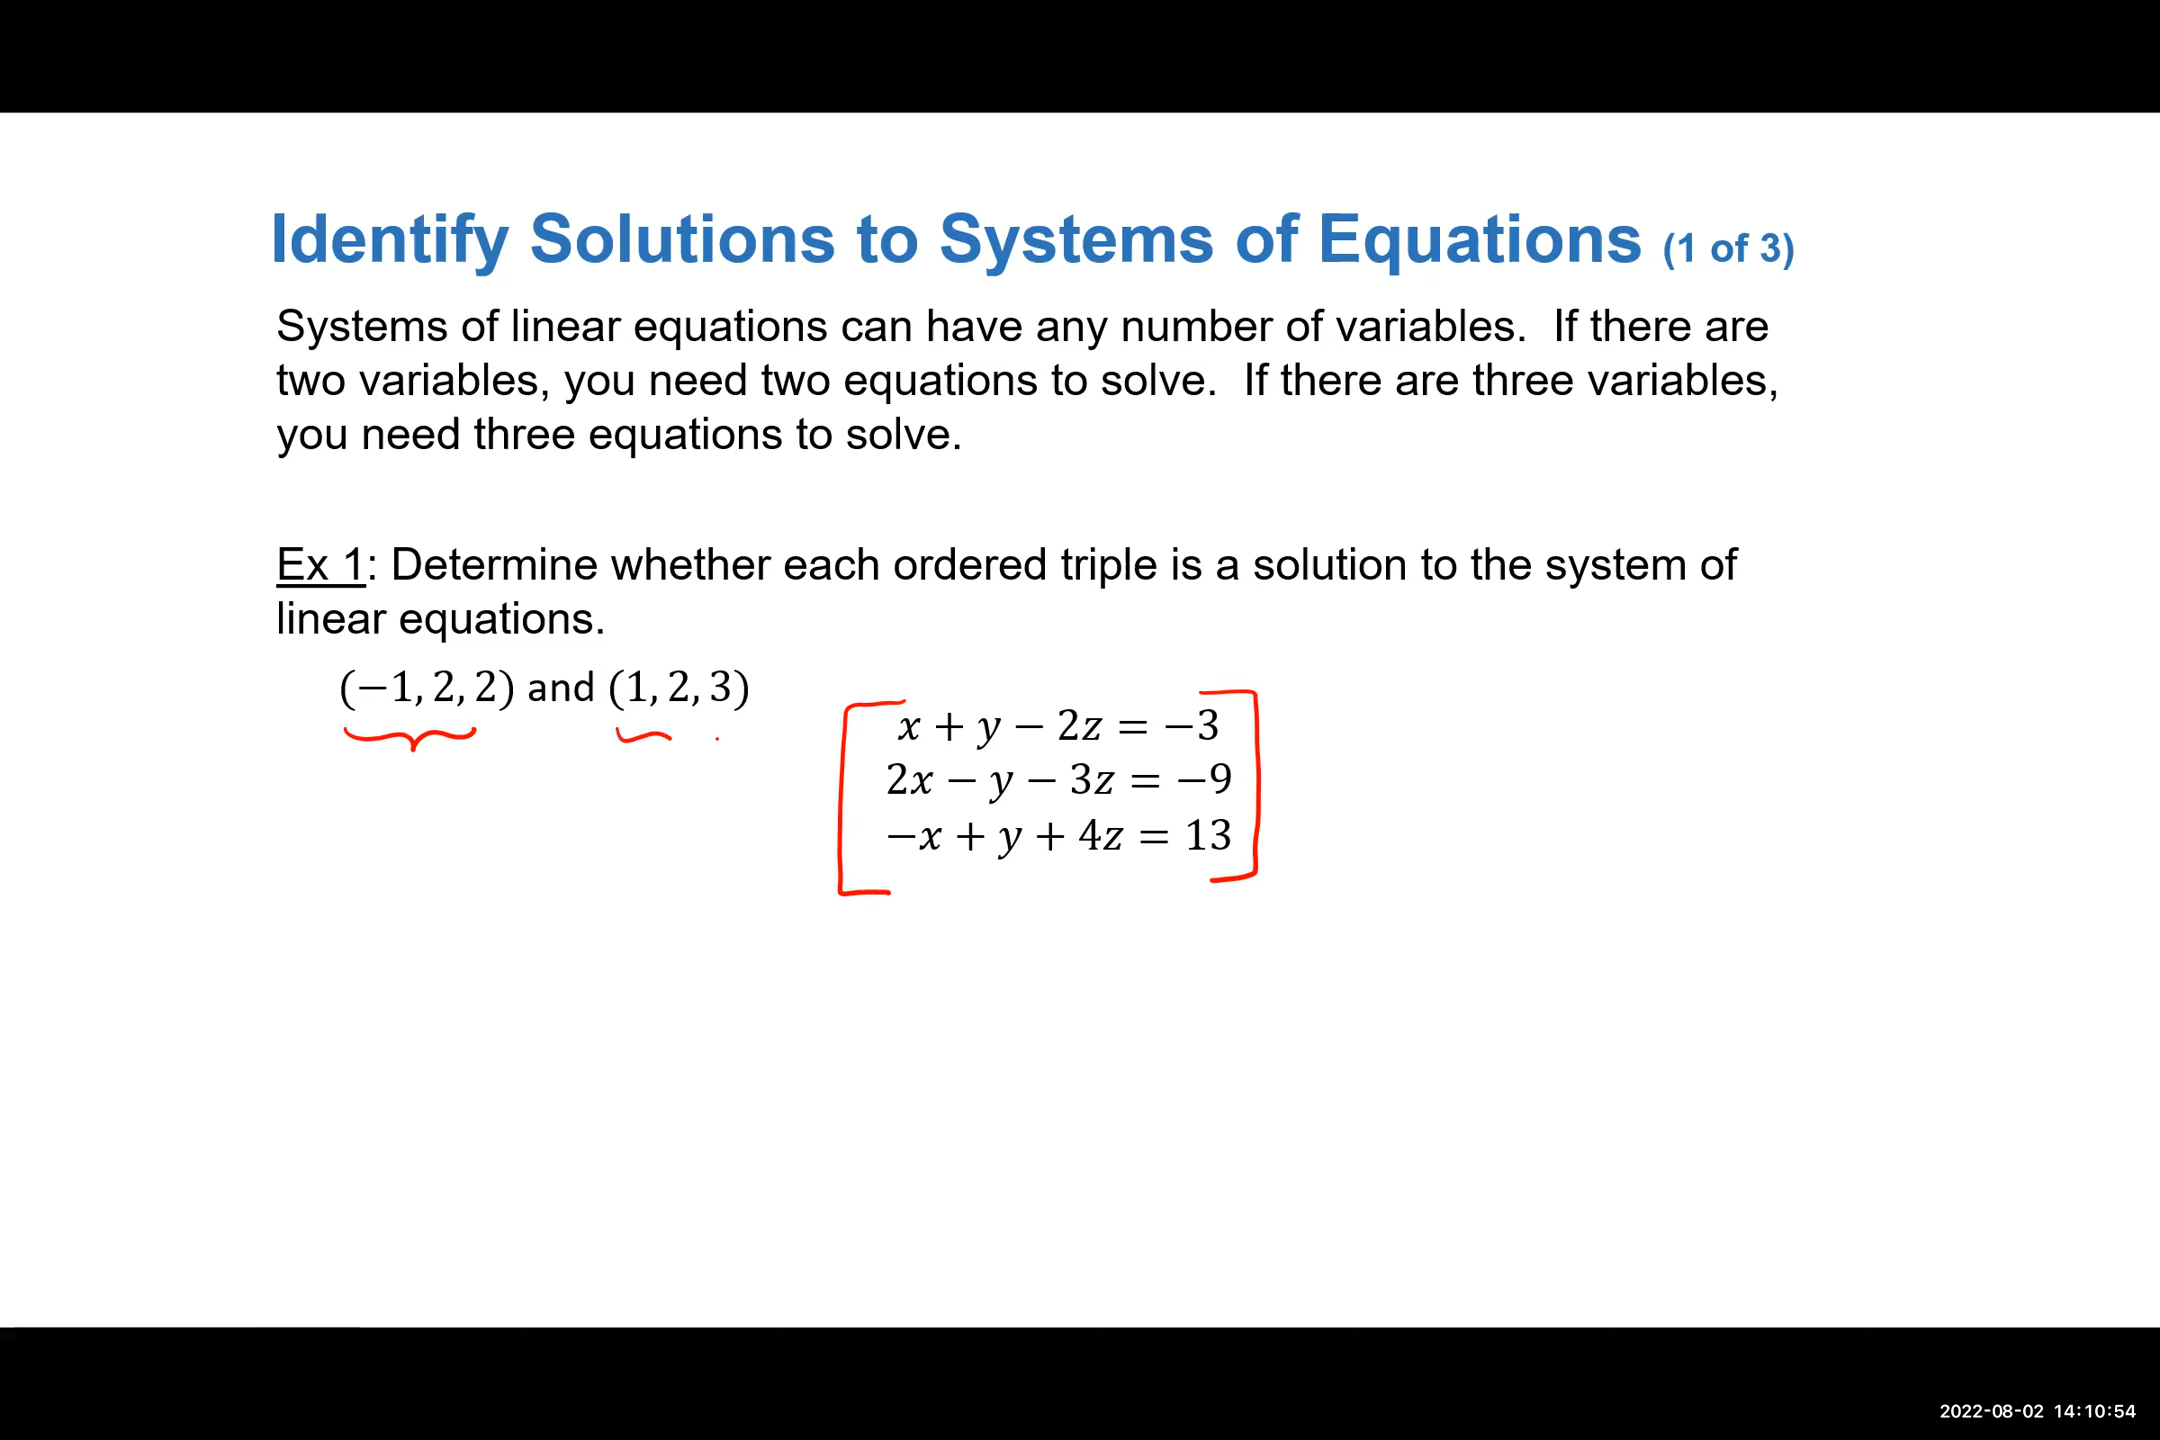 Identify Solutions to Systems of Equations (1 of 3)
Systems of linear equations can have any number of variables. If there are
two variables, you need two equations to solve. If there are three variables,
you need three equations to solve.
Ex 1: Determine whether each ordered triple is a solution to the system of
linear equations.
(−1, 2, 2) and (1, 2, 3)
x + y − 2z = −3
2x − y − 3z = −9
−x + y + 4z = 13
2022-08-02 14:10:54